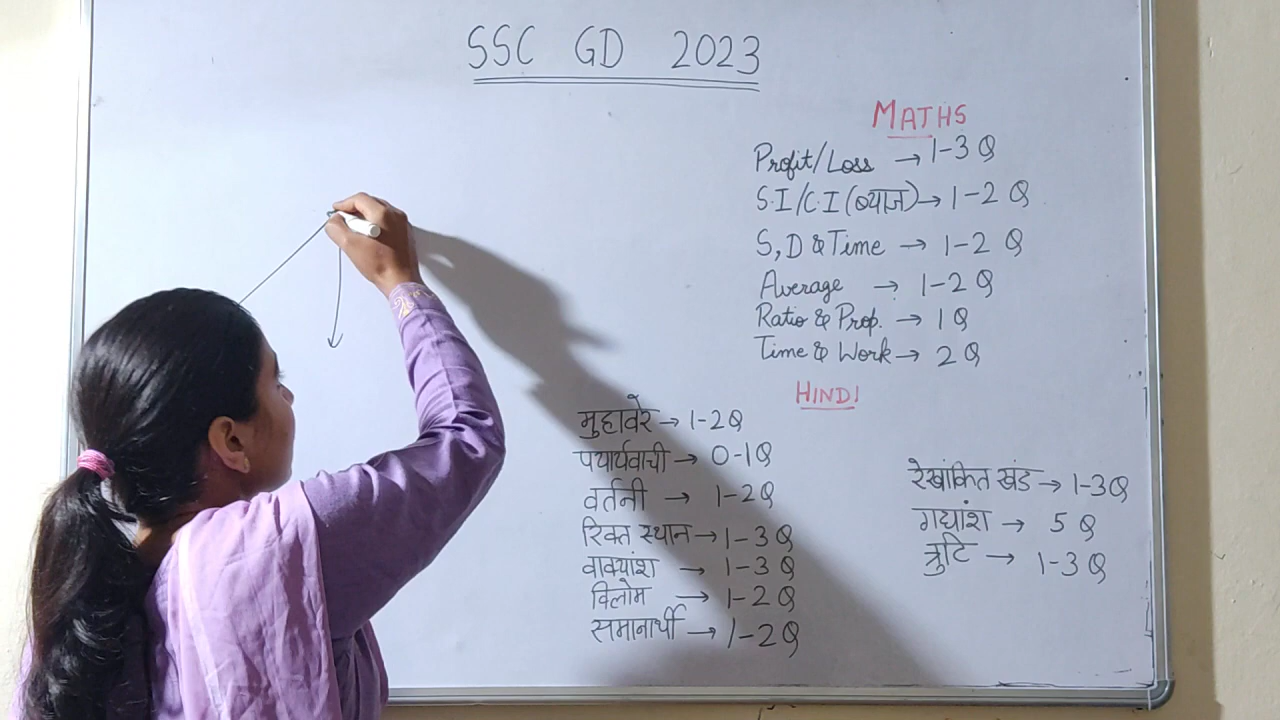 SSC GD 2023
MATHS
Profit/Loss → 1-3 Q
S.I/C.I (ब्याज) → 1-2 Q
S, D & Time → 1-2 Q
Average → 1-2 Q
Ratio & Prop. → 1 Q
Time & Work → 2 Q
HINDI
मुहावरे → 1-2 Q
पर्यायवाची → 0-1 Q
वर्तनी → 1-2 Q
रिक्त स्थान → 1-3 Q
वाक्यांश → 1-3 Q
विलोम → 1-2 Q
समानार्थी → 1-2 Q
रेखांकित खंड → 1-3 Q
गद्यांश → 5 Q
त्रुटि → 1-3 Q